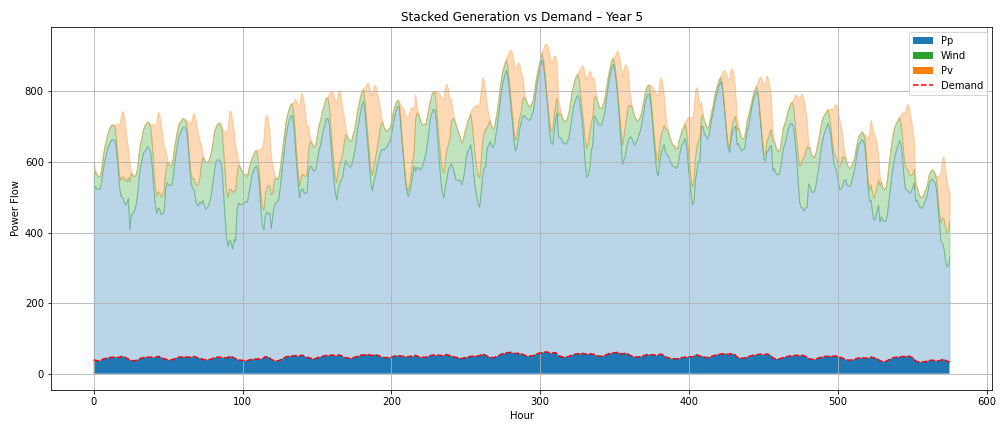 Stacked Generation vs Demand – Year 5
Pp
Wind
Pv
Demand
Power Flow
800
600
400
200
0
0 100 200 300 400 500 600
Hour